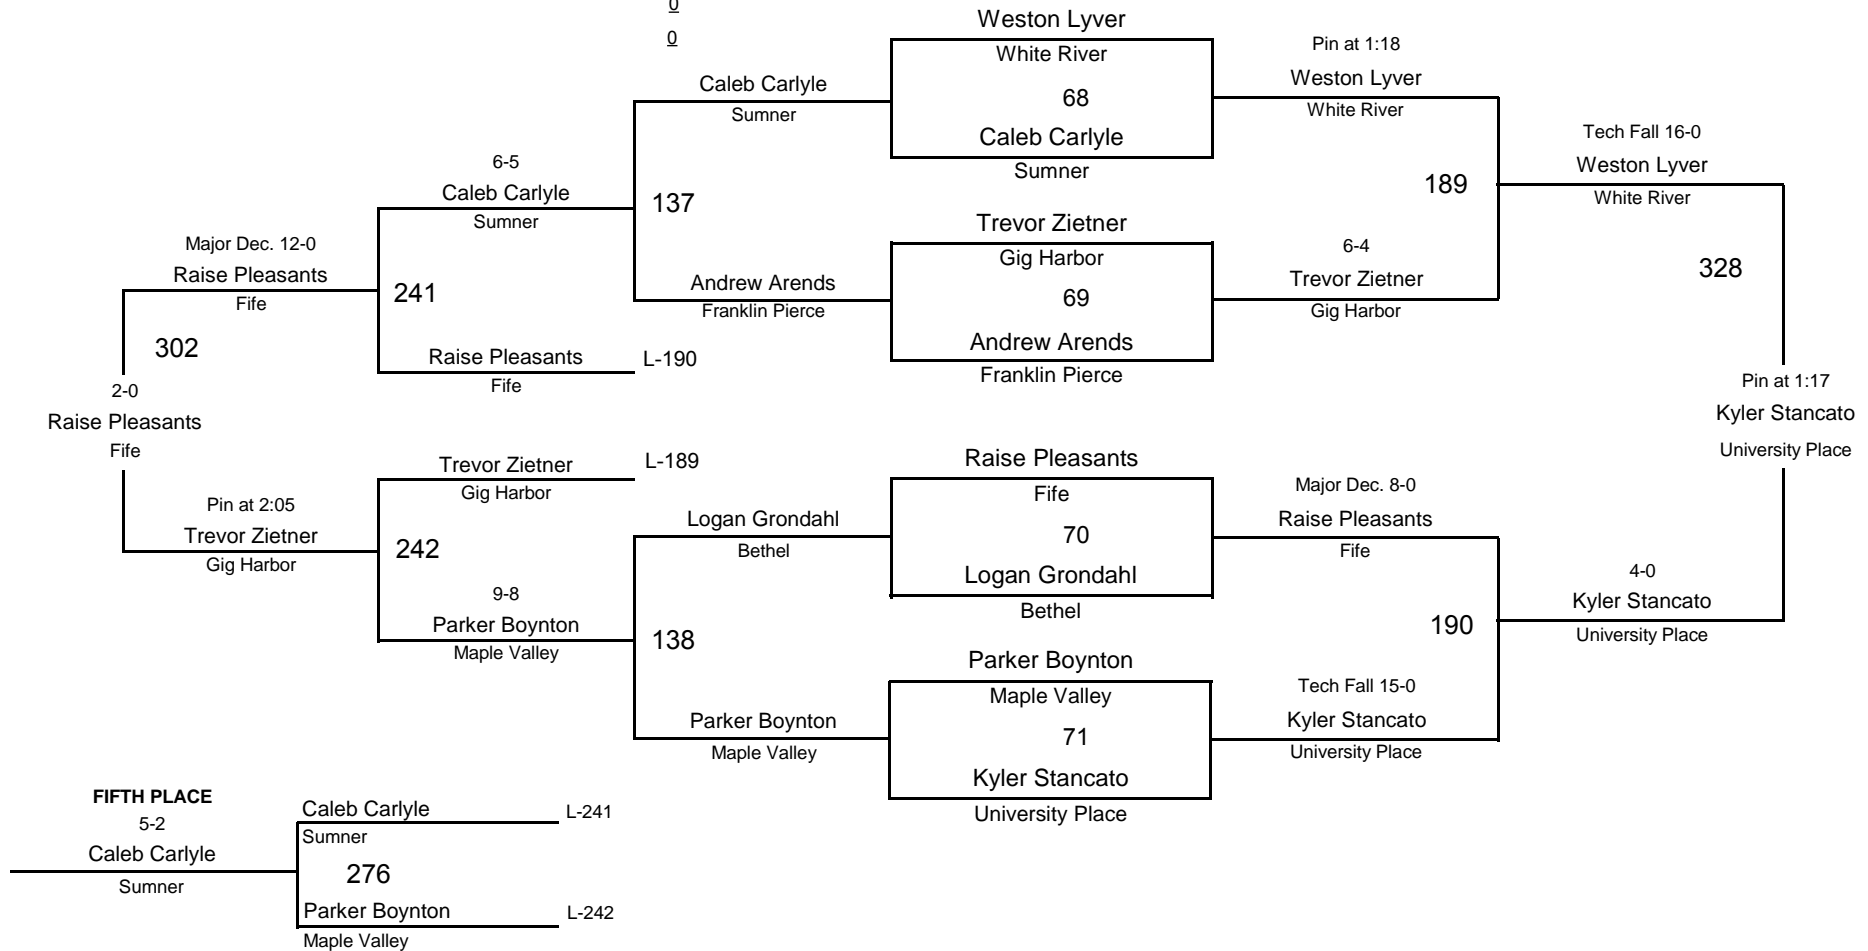 0
0
Weston Lyver
White River
68
Caleb Carlyle
Sumner
Trevor Zietner
Gig Harbor
69
Andrew Arends
Franklin Pierce
Raise Pleasants
Fife
70
Logan Grondahl
Bethel
Parker Boynton
Maple Valley
71
Kyler Stancato
University Place
Pin at 1:18
Weston Lyver
White River
189
6-4
Trevor Zietner
Gig Harbor
Major Dec. 8-0
Raise Pleasants
Fife
190
Tech Fall 15-0
Kyler Stancato
University Place
Tech Fall 16-0
Weston Lyver
White River
328
4-0
Kyler Stancato
University Place
Pin at 1:17
Kyler Stancato
University Place
Caleb Carlyle
Sumner
137
Andrew Arends
Franklin Pierce
Logan Grondahl
Bethel
138
Parker Boynton
Maple Valley
6-5
Caleb Carlyle
Sumner
241
Raise Pleasants
L-190
Fife
Trevor Zietner
L-189
Gig Harbor
242
9-8
Parker Boynton
Maple Valley
Major Dec. 12-0
Raise Pleasants
Fife
302
Pin at 2:05
Trevor Zietner
Gig Harbor
2-0
Raise Pleasants
Fife
FIFTH PLACE
5-2
Caleb Carlyle
Sumner
Caleb Carlyle
L-241
Sumner
276
Parker Boynton
L-242
Maple Valley